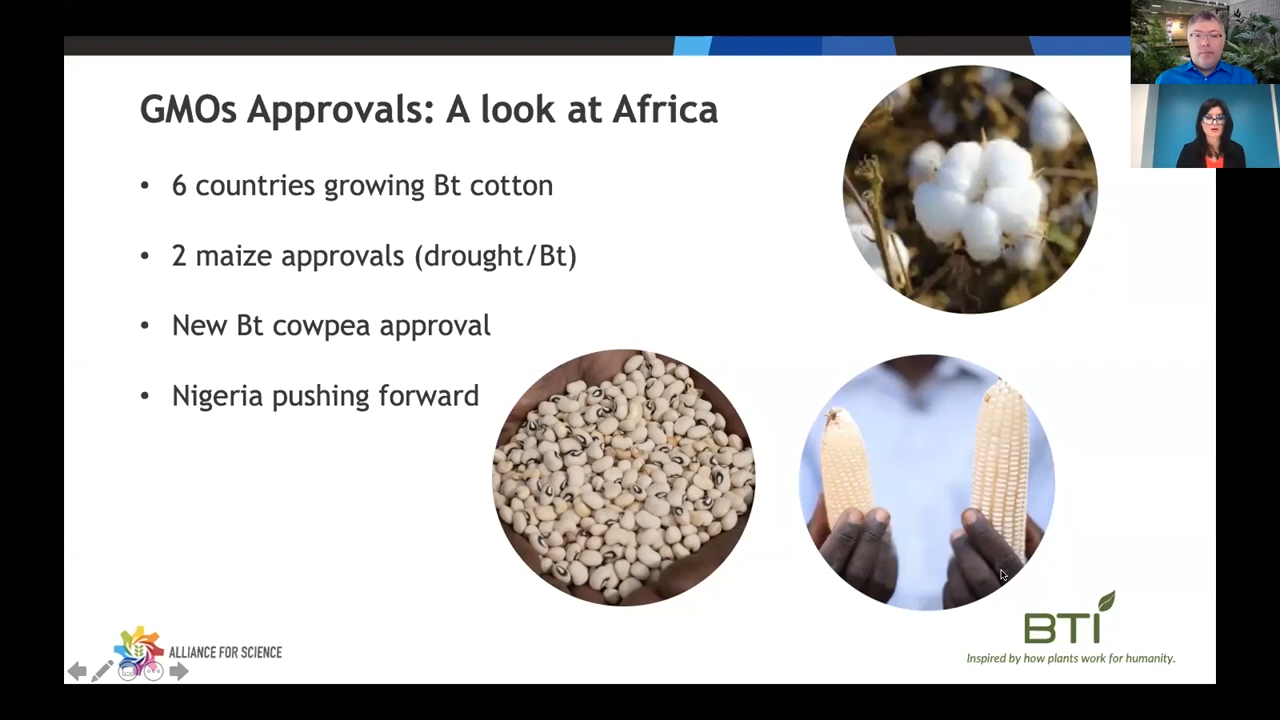 GMOs Approvals: A look at Africa
• 6 countries growing Bt cotton
• 2 maize approvals (drought/Bt)
• New Bt cowpea approval
• Nigeria pushing forward
ALLIANCE FOR SCIENCE
BTI
Inspired by how plants work for humanity.